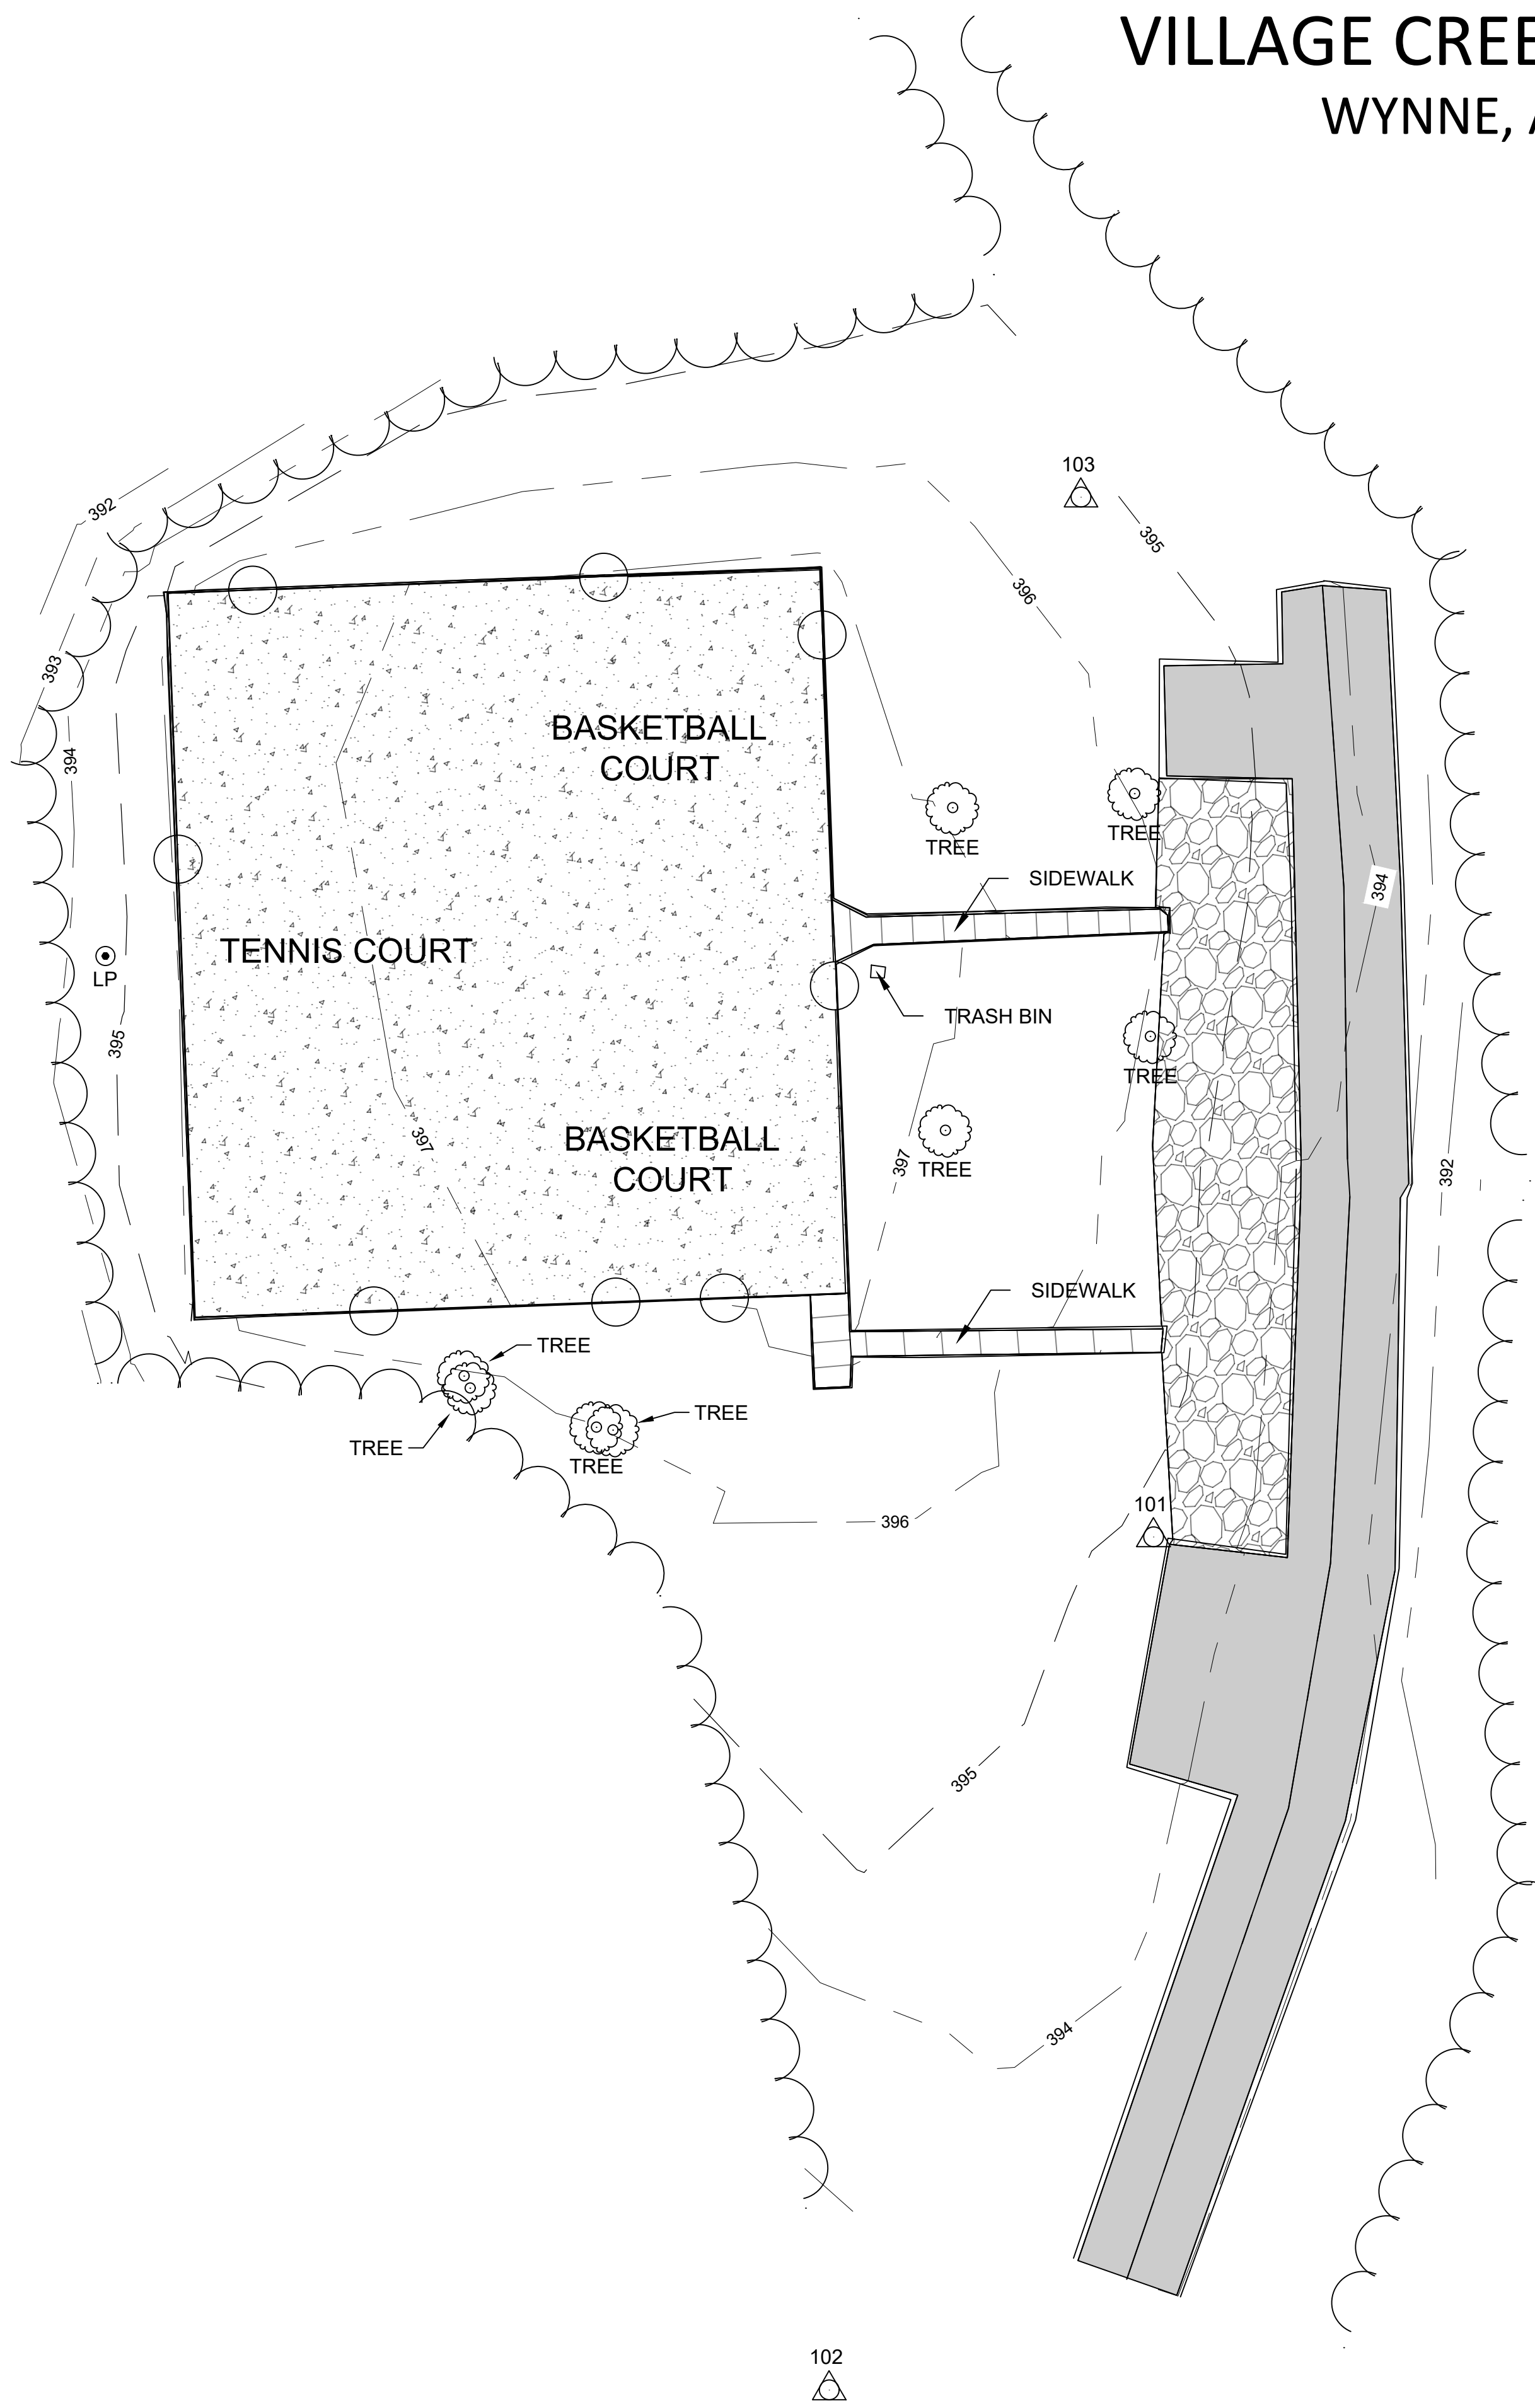 VILLAGE CREE
WYNNE, A
103
392
395
396
393
BASKETBALL
COURT
394
TREE
TREE
SIDEWALK
394
TENNIS COURT
LP
TRASH BIN
395
TREE
397
BASKETBALL
COURT
397
TREE
392
SIDEWALK
TREE
TREE
TREE
TREE
101
396
395
394
102